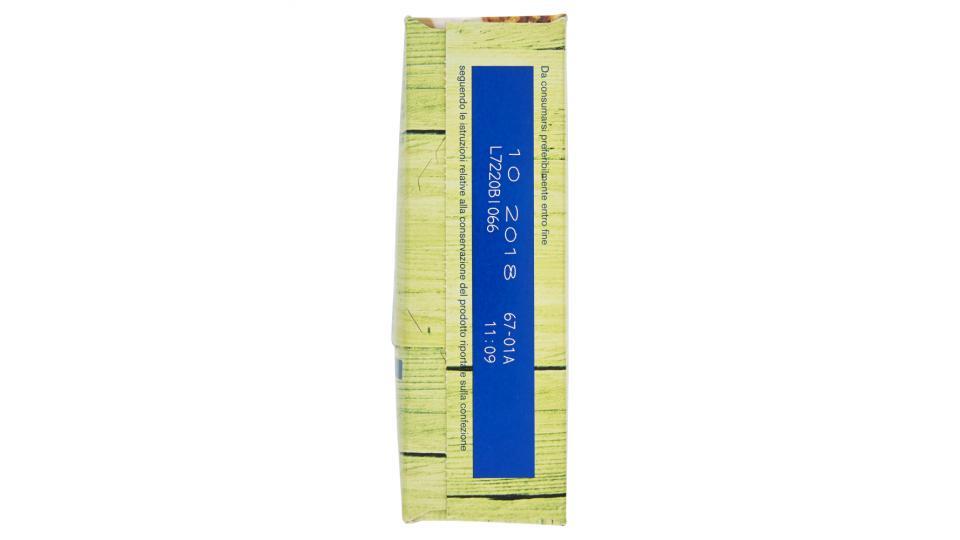 Da consumarsi preferibilmente entro fine
10 2018 67-01A
L7220BI066 11:09
seguendo le istruzioni relative alla conservazione del prodotto riportate sulla confezione